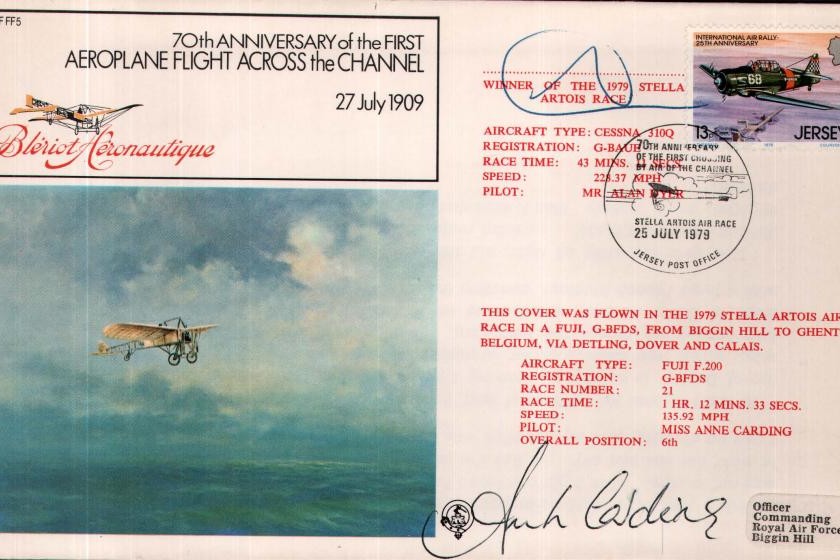 F FF5
70th ANNIVERSARY of the FIRST
AEROPLANE FLIGHT ACROSS the CHANNEL
27 July 1909
Blériot Aéronautique
INTERNATIONAL AIR RALLY-
25TH ANNIVERSARY
68
13p
JERSEY
WINNER OF THE 1979 STELLA
ARTOIS RACE
AIRCRAFT TYPE: CESSNA 310Q
REGISTRATION: G-BAUE
RACE TIME: 43 MINS. 11 SECS.
SPEED: 228.37 MPH
PILOT: MR. ALAN DYER
70TH ANNIVERSARY
OF THE FIRST CROSSING
BY AIR OF THE CHANNEL
STELLA ARTOIS AIR RACE
25 JULY 1979
JERSEY POST OFFICE
THIS COVER WAS FLOWN IN THE 1979 STELLA ARTOIS AIR
RACE IN A FUJI, G-BFDS, FROM BIGGIN HILL TO GHENT
BELGIUM, VIA DETLING, DOVER AND CALAIS.
AIRCRAFT TYPE: FUJI F.200
REGISTRATION: G-BFDS
RACE NUMBER: 21
RACE TIME: 1 HR. 12 MINS. 33 SECS.
SPEED: 135.92 MPH
PILOT: MISS ANNE CARDING
OVERALL POSITION: 6th
Carding
Officer
Commanding
Royal Air Force
Biggin Hill